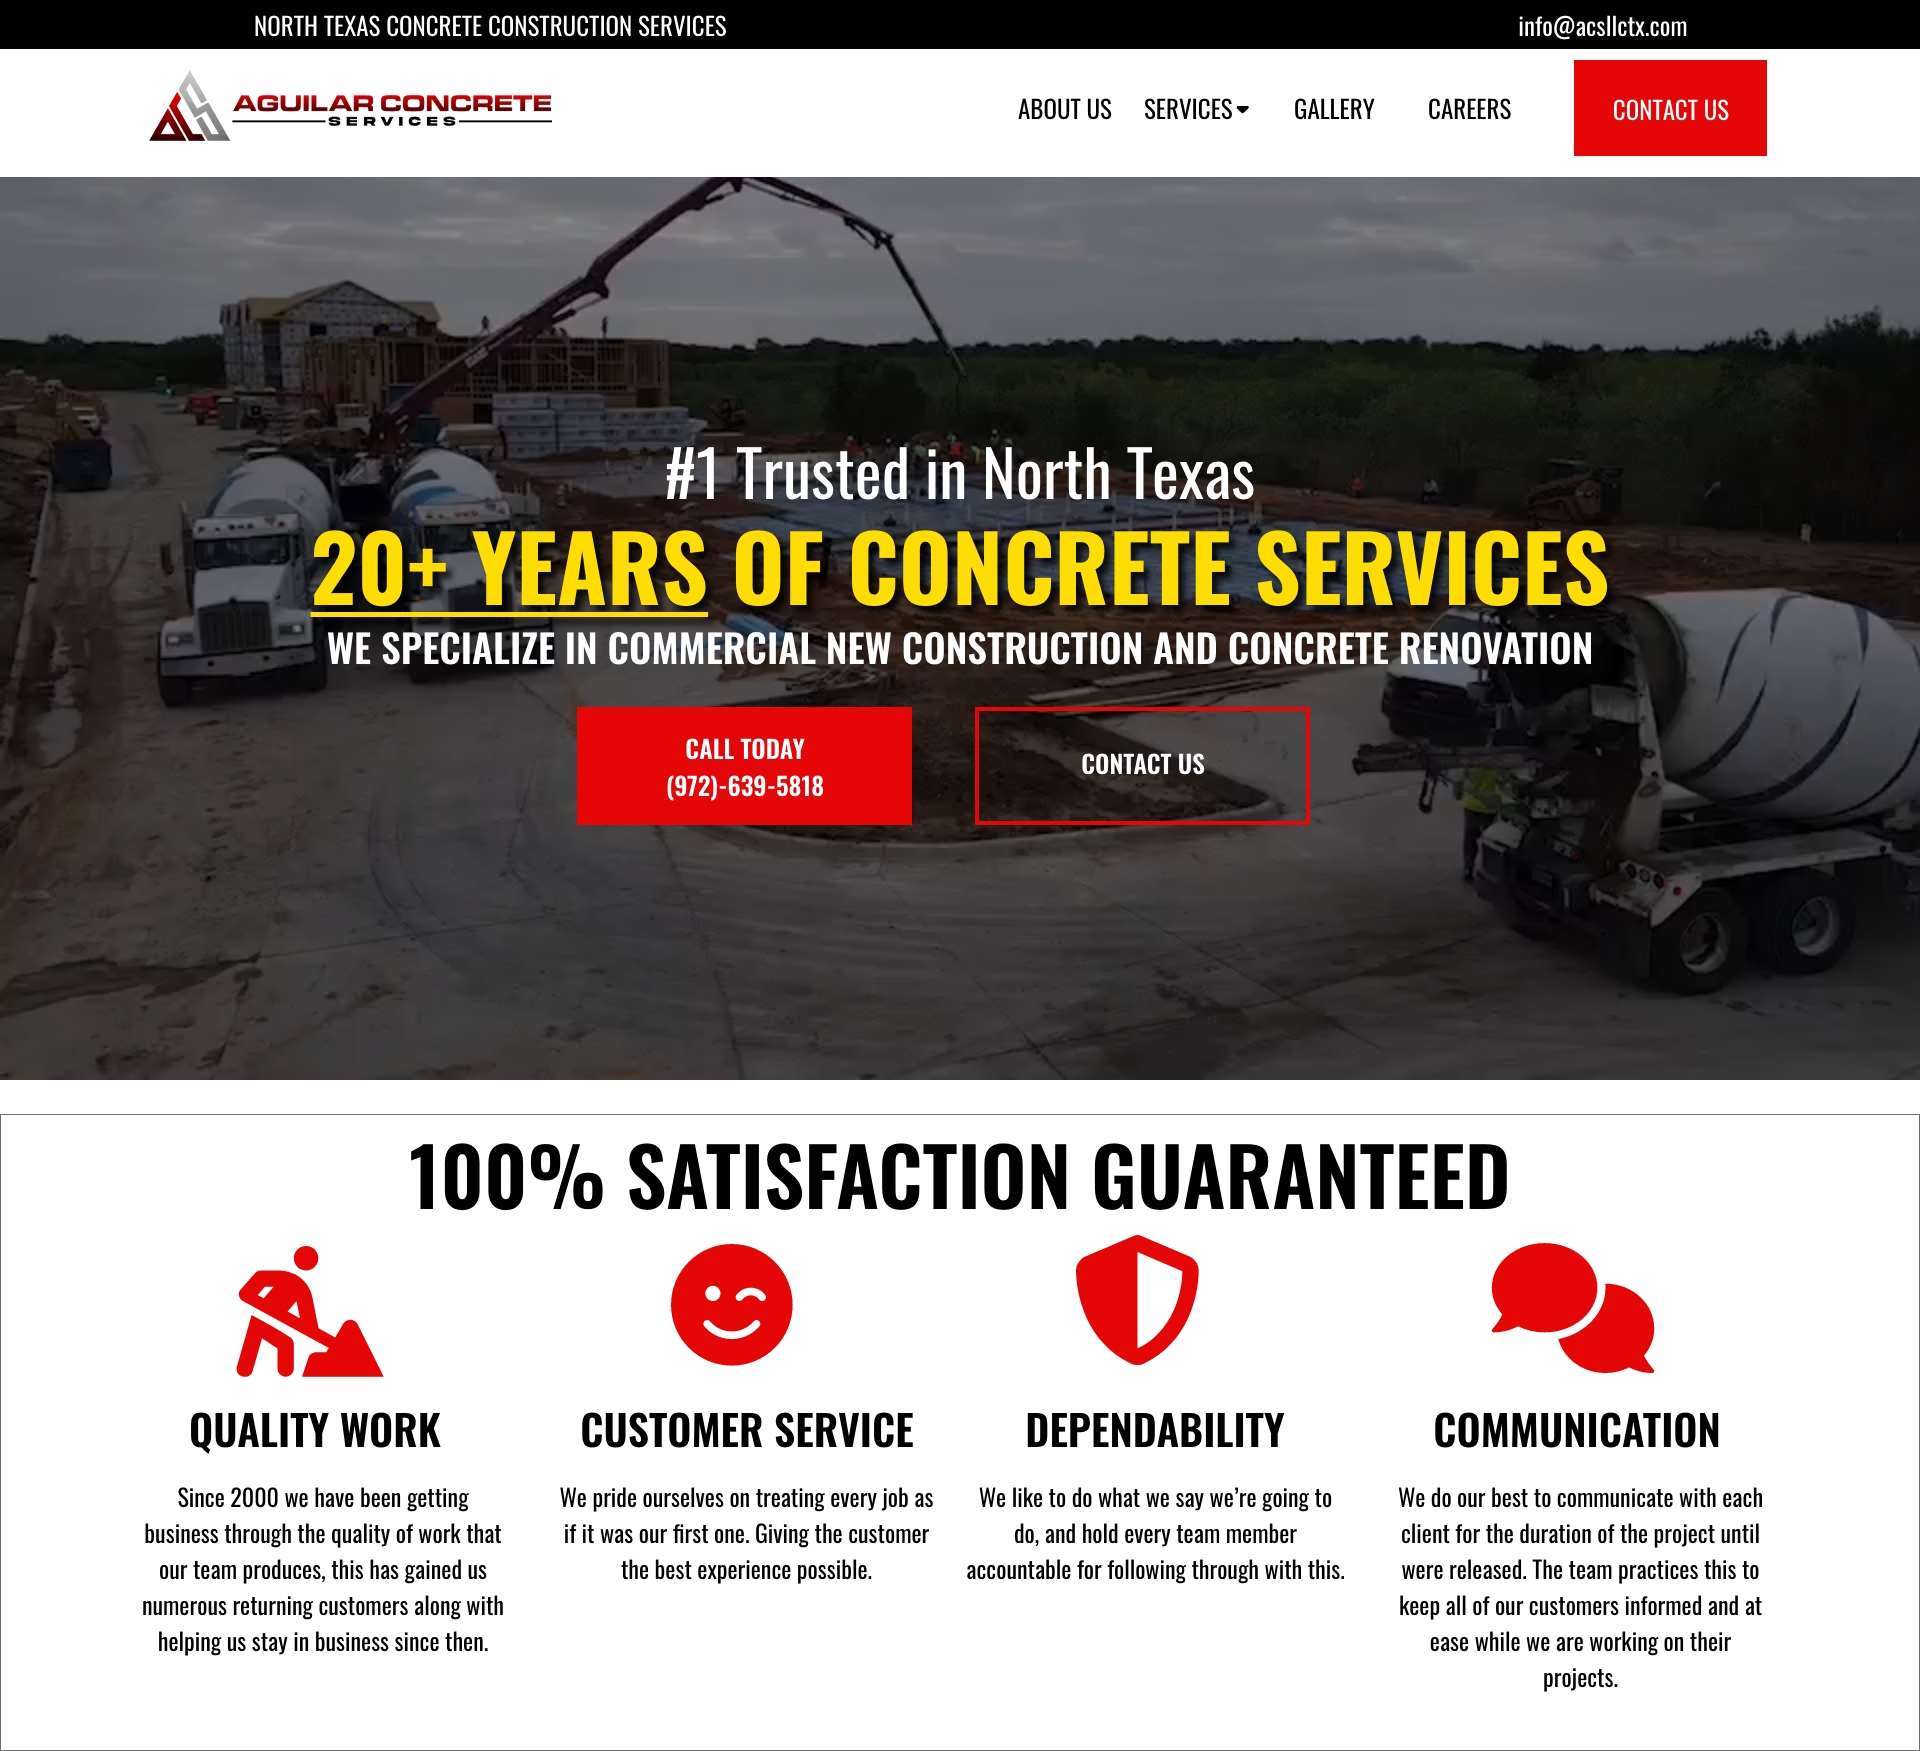 NORTH TEXAS CONCRETE CONSTRUCTION SERVICES
info@acsllctx.com
AGUILAR CONCRETE
SERVICES
ABOUT US
SERVICES
GALLERY
CAREERS
CONTACT US
#1 Trusted in North Texas
20+ YEARS OF CONCRETE SERVICES
WE SPECIALIZE IN COMMERCIAL NEW CONSTRUCTION AND CONCRETE RENOVATION
CALL TODAY
(972)-639-5818
CONTACT US
100% SATISFACTION GUARANTEED
QUALITY WORK
Since 2000 we have been getting
business through the quality of work that
our team produces, this has gained us
numerous returning customers along with
helping us stay in business since then.
CUSTOMER SERVICE
We pride ourselves on treating every job as
if it was our first one. Giving the customer
the best experience possible.
DEPENDABILITY
We like to do what we say we’re going to
do, and hold every team member
accountable for following through with this.
COMMUNICATION
We do our best to communicate with each
client for the duration of the project until
were released. The team practices this to
keep all of our customers informed and at
ease while we are working on their
projects.